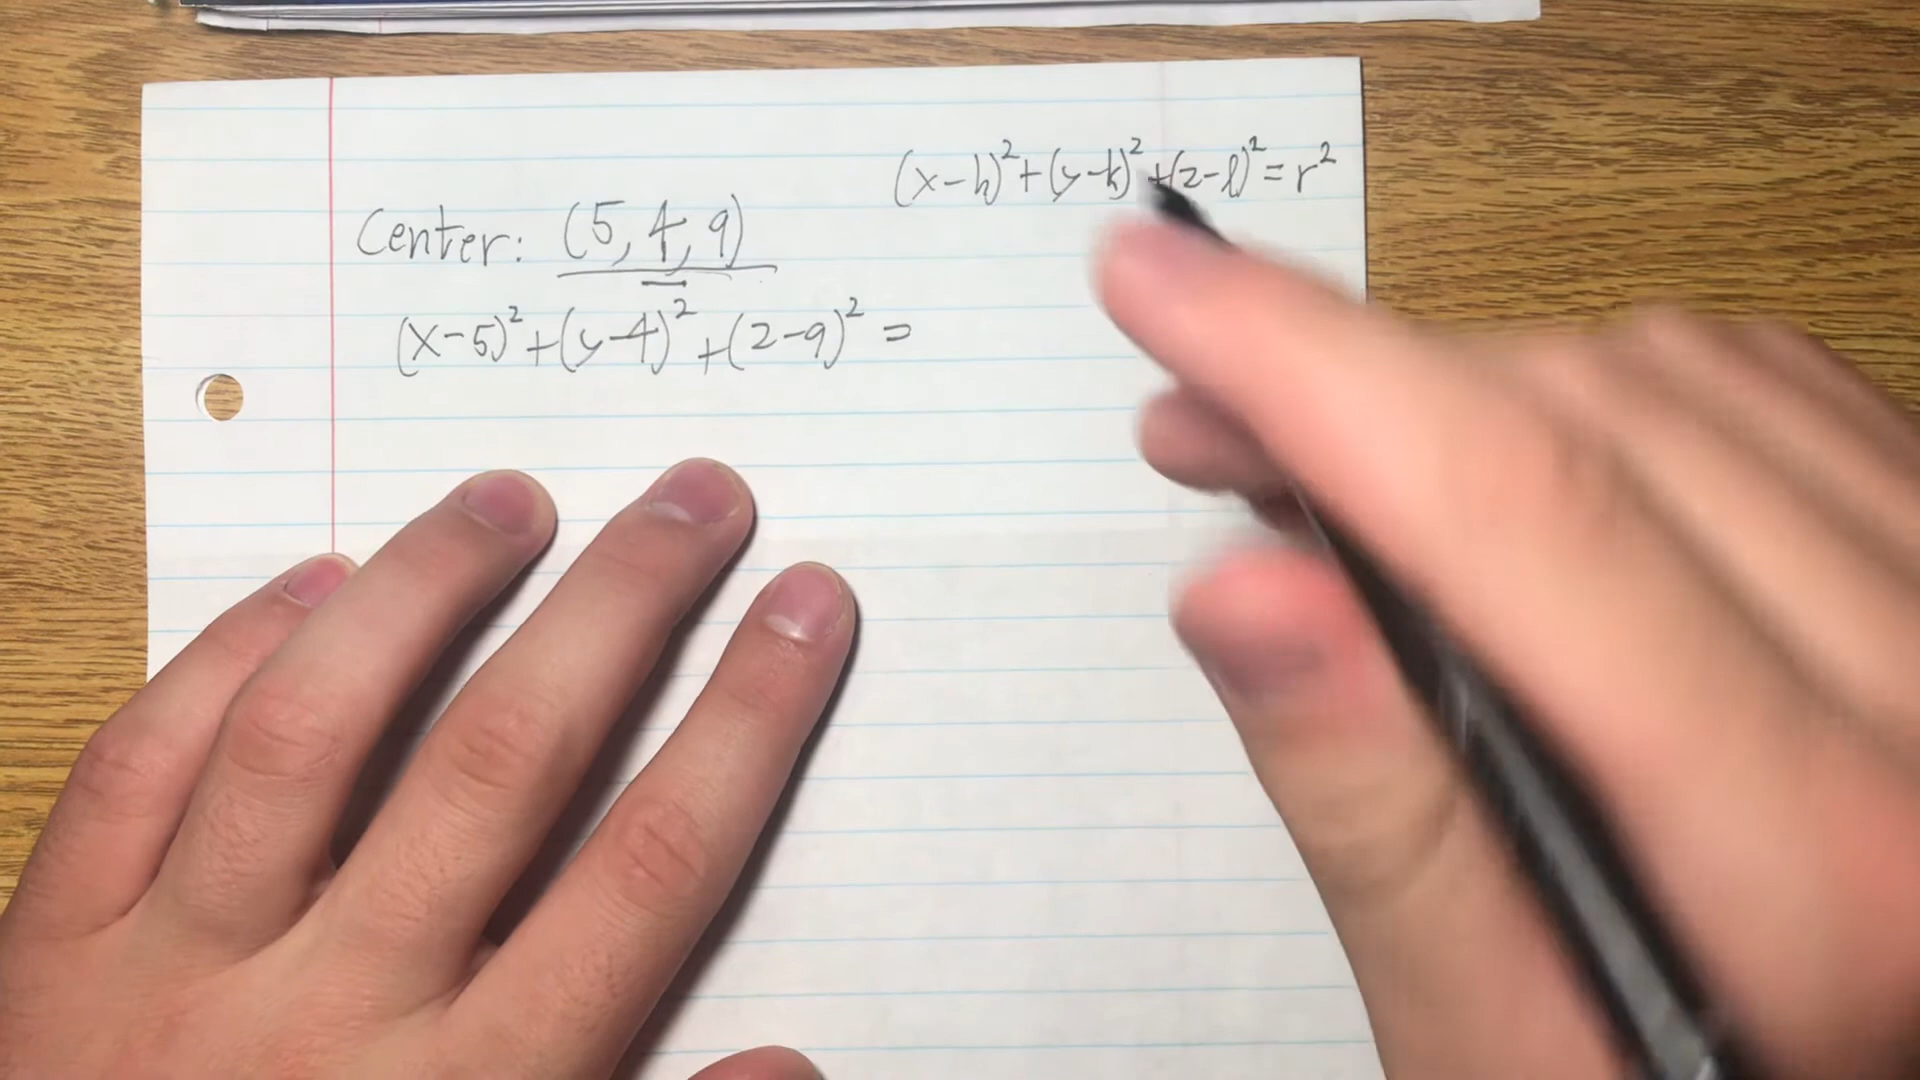 (x-h)²+(y-k)²+(z-l)²=r²
Center: (5,4,9)
(x-5)²+(y-4)²+(z-9)²=